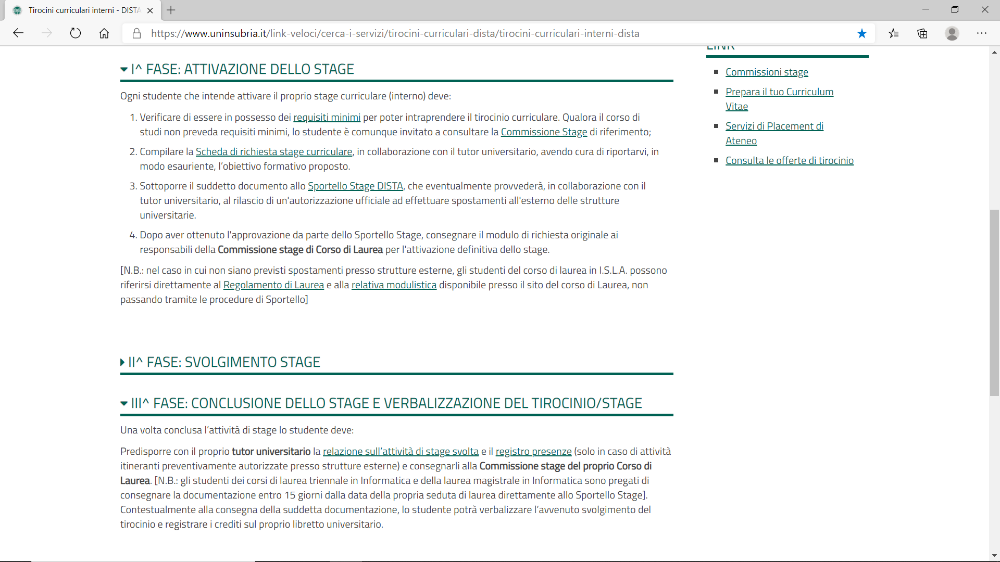 Tirocini curriculari interni - DISTA
https://www.uninsubria.it/link-veloci/cerca-i-servizi/tirocini-curriculari-dista/tirocini-curriculari-interni-dista
I^ FASE: ATTIVAZIONE DELLO STAGE
Ogni studente che intende attivare il proprio stage curriculare (interno) deve:
1. Verificare di essere in possesso dei requisiti minimi per poter intraprendere il tirocinio curriculare. Qualora il corso di
studi non preveda requisiti minimi, lo studente è comunque invitato a consultare la Commissione Stage di riferimento;
2. Compilare la Scheda di richiesta stage curriculare, in collaborazione con il tutor universitario, avendo cura di riportarvi, in
modo esauriente, l’obiettivo formativo proposto.
3. Sottoporre il suddetto documento allo Sportello Stage DISTA, che eventualmente provvederà, in collaborazione con il
tutor universitario, al rilascio di un'autorizzazione ufficiale ad effettuare spostamenti all'esterno delle strutture
universitarie.
4. Dopo aver ottenuto l'approvazione da parte dello Sportello Stage, consegnare il modulo di richiesta originale ai
responsabili della Commissione stage di Corso di Laurea per l'attivazione definitiva dello stage.
[N.B.: nel caso in cui non siano previsti spostamenti presso strutture esterne, gli studenti del corso di laurea in I.S.L.A. possono
riferirsi direttamente al Regolamento di Laurea e alla relativa modulistica disponibile presso il sito del corso di Laurea, non
passando tramite le procedure di Sportello]
II^ FASE: SVOLGIMENTO STAGE
III^ FASE: CONCLUSIONE DELLO STAGE E VERBALIZZAZIONE DEL TIROCINIO/STAGE
Una volta conclusa l’attività di stage lo studente deve:
Predisporre con il proprio tutor universitario la relazione sull’attività di stage svolta e il registro presenze (solo in caso di attività
itineranti preventivamente autorizzate presso strutture esterne) e consegnarli alla Commissione stage del proprio Corso di
Laurea. [N.B.: gli studenti dei corsi di laurea triennale in Informatica e della laurea magistrale in Informatica sono pregati di
consegnare la documentazione entro 15 giorni dalla data della propria seduta di laurea direttamente allo Sportello Stage].
Contestualmente alla consegna della suddetta documentazione, lo studente potrà verbalizzare l’avvenuto svolgimento del
tirocinio e registrare i crediti sul proprio libretto universitario.
LINK
Commissioni stage
Prepara il tuo Curriculum
Vitae
Servizi di Placement di
Ateneo
Consulta le offerte di tirocinio